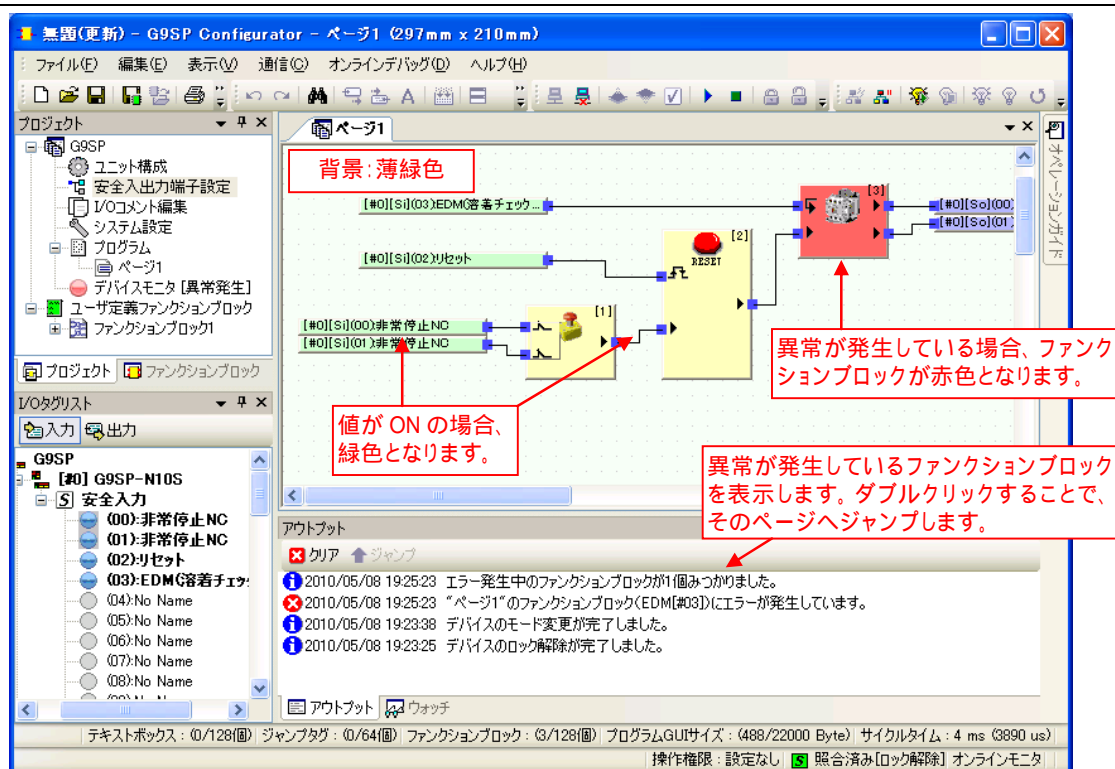 無題(更新) - G9SP Configurator - ページ1 (297mm x 210mm)
ファイル(F) 編集(E) 表示(V) 通信(C) オンラインデバッグ(D) ヘルプ(H)
プロジェクト
G9SP
ユニット構成
安全入出力端子設定
I/Oコメント編集
システム設定
プログラム
ページ1
デバイスモニタ [異常発生]
ユーザ定義ファンクションブロック
ファンクションブロック1
プロジェクト ファンクションブロック
I/Oタグリスト
入力 出力
G9SP
[#0] G9SP-N10S
安全入力
(00):非常停止NC
(01):非常停止NC
(02):リセット
(03):EDM(溶着チェッ
(04):No Name
(05):No Name
(06):No Name
(07):No Name
(08):No Name
ページ1
オペレーションガイド
背景:薄緑色
[#0][Si](03):EDM(溶着チェック...
[3]
[#0][So](00)
[#0][So](01)
[#0][Si](02)リセット
[2]
RESET
[1]
[#0][Si](00):非常停止NC
[#0][Si](01):非常停止NC
異常が発生している場合、ファンク
ションブロックが赤色となります。
値が ON の場合、
緑色となります。
異常が発生しているファンクションブロック
を表示します。ダブルクリックすることで、
そのページへジャンプします。
アウトプット
クリア ジャンプ
2010/05/08 19:25:23 エラー発生中のファンクションブロックが1個みつかりました。
2010/05/08 19:25:23 "ページ1"のファンクションブロック(EDM[#03])にエラーが発生しています。
2010/05/08 19:23:38 デバイスのモード変更が完了しました。
2010/05/08 19:23:25 デバイスのロック解除が完了しました。
アウトプット ウォッチ
テキストボックス : (0/128(個) ジャンプタグ : (0/64(個) ファンクションブロック : (3/128(個) プログラムGUIサイズ : (488/22000 Byte) サイクルタイム : 4 ms (3890 us)
操作権限 : 設定なし S 照合済み[ロック解除] オンラインモニタ